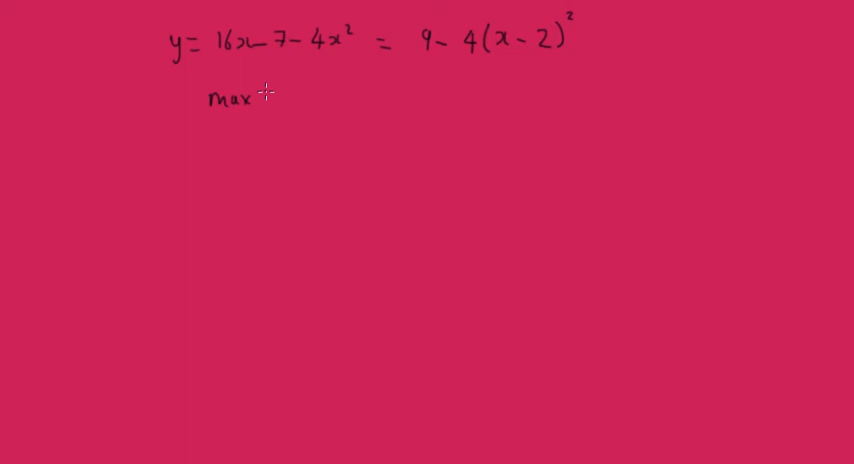 y = 16x - 7 - 4x² = 9 - 4(x - 2)²
max